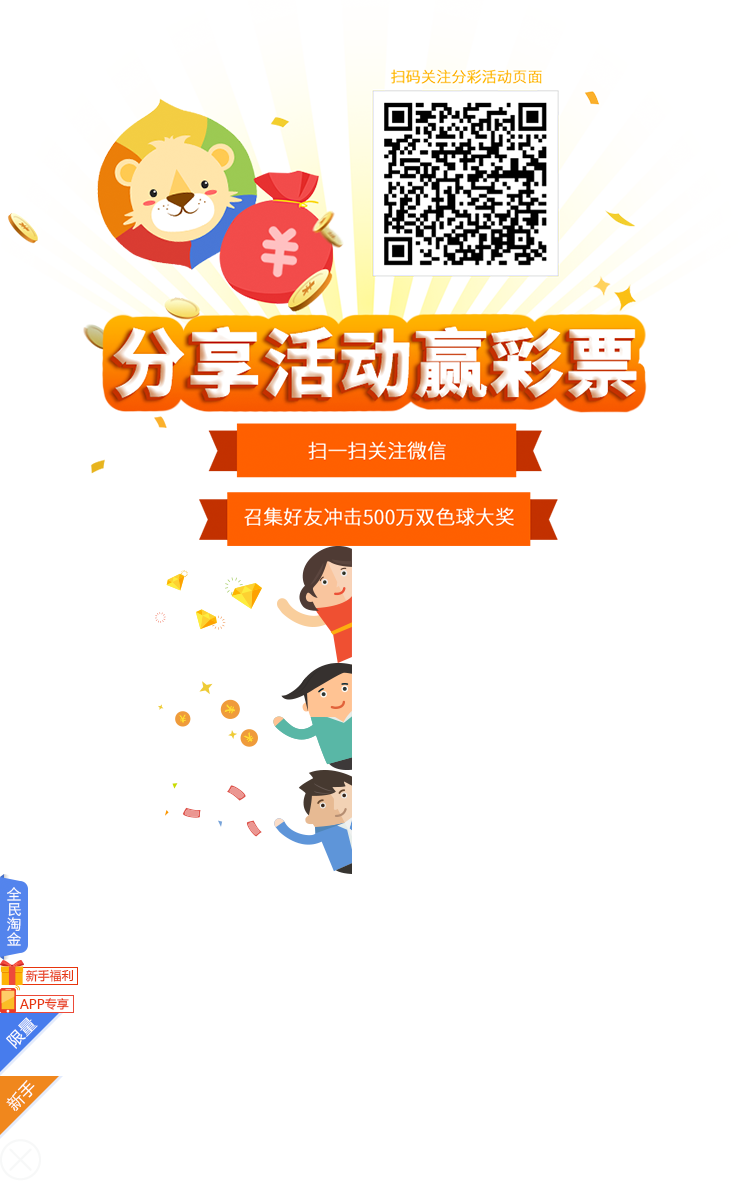 扫码关注分彩活动页面
分享活动赢彩票
扫一扫关注微信
召集好友冲击500万双色球大奖
全民淘金
新手福利
APP专享
限量
新手